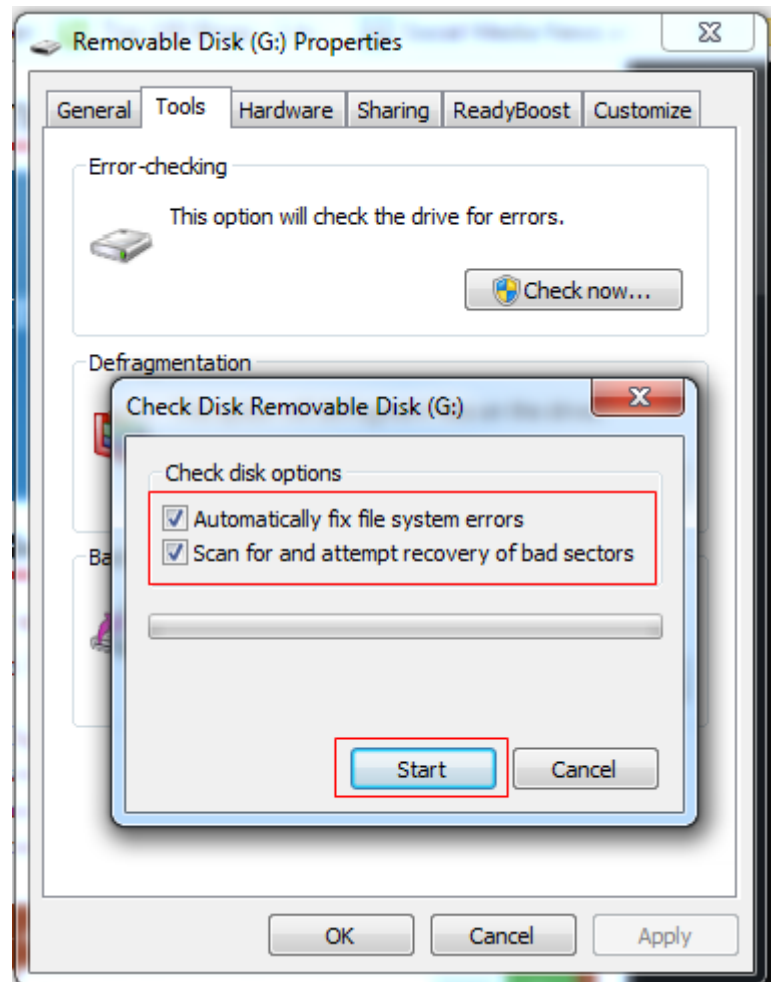 Removable Disk (G:) Properties
General Tools Hardware Sharing ReadyBoost Customize
Error-checking
This option will check the drive for errors.
Check now...
Defragmentation
Check Disk Removable Disk (G:)
Check disk options
Automatically fix file system errors
Scan for and attempt recovery of bad sectors
Ba
Start Cancel
OK Cancel Apply